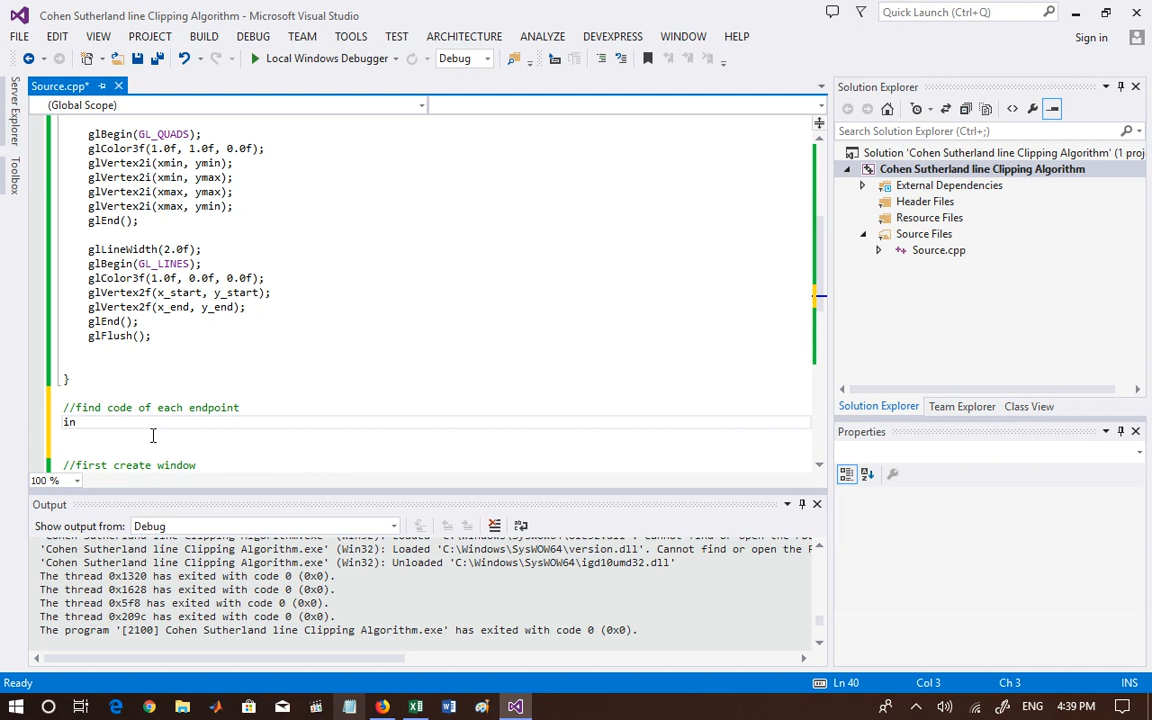 Cohen Sutherland line Clipping Algorithm - Microsoft Visual Studio
Quick Launch (Ctrl+Q)
FILE EDIT VIEW PROJECT BUILD DEBUG TEAM TOOLS TEST ARCHITECTURE ANALYZE DEVEXPRESS WINDOW HELP
Sign in
Local Windows Debugger
Debug
Server Explorer
Toolbox
Source.cpp*
(Global Scope)
glBegin(GL_QUADS);
glColor3f(1.0f, 1.0f, 0.0f);
glVertex2i(xmin, ymin);
glVertex2i(xmin, ymax);
glVertex2i(xmax, ymax);
glVertex2i(xmax, ymin);
glEnd();
glLineWidth(2.0f);
glBegin(GL_LINES);
glColor3f(1.0f, 0.0f, 0.0f);
glVertex2f(x_start, y_start);
glVertex2f(x_end, y_end);
glEnd();
glFlush();
}
//find code of each endpoint
in
//first create window
100 %
Output
Show output from: Debug
'Cohen Sutherland line Clipping Algorithm.exe' (Win32): Loaded 'C:\Windows\SysWOW64\version.dll'. Cannot find or open the P
'Cohen Sutherland line Clipping Algorithm.exe' (Win32): Unloaded 'C:\Windows\SysWOW64\igd10umd32.dll'
The thread 0x1320 has exited with code 0 (0x0).
The thread 0x1628 has exited with code 0 (0x0).
The thread 0x5f8 has exited with code 0 (0x0).
The thread 0x209c has exited with code 0 (0x0).
The program '[2100] Cohen Sutherland line Clipping Algorithm.exe' has exited with code 0 (0x0).
Solution Explorer
Search Solution Explorer (Ctrl+;)
Solution 'Cohen Sutherland line Clipping Algorithm' (1 proj
Cohen Sutherland line Clipping Algorithm
External Dependencies
Header Files
Resource Files
Source Files
Source.cpp
Solution Explorer Team Explorer Class View
Properties
Ready
Ln 40 Col 3 Ch 3 INS
ENG 4:39 PM